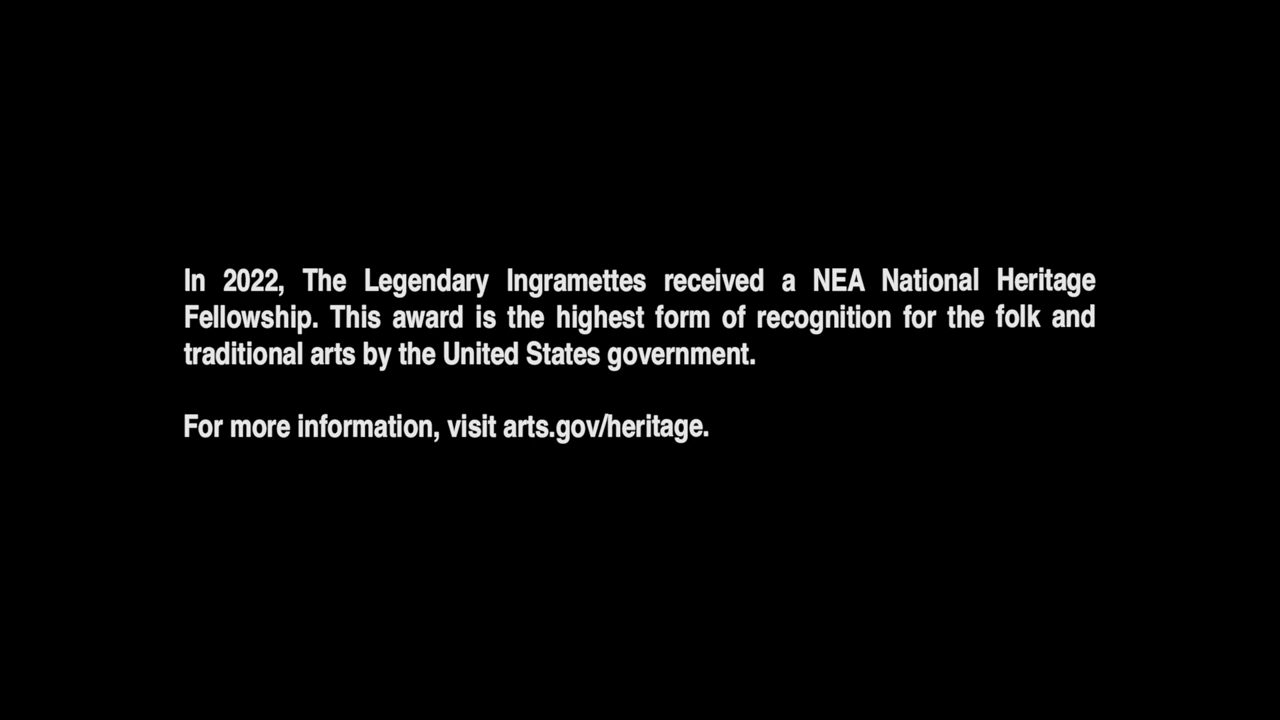 In 2022, The Legendary Ingramettes received a NEA National Heritage
Fellowship. This award is the highest form of recognition for the folk and
traditional arts by the United States government.
For more information, visit arts.gov/heritage.